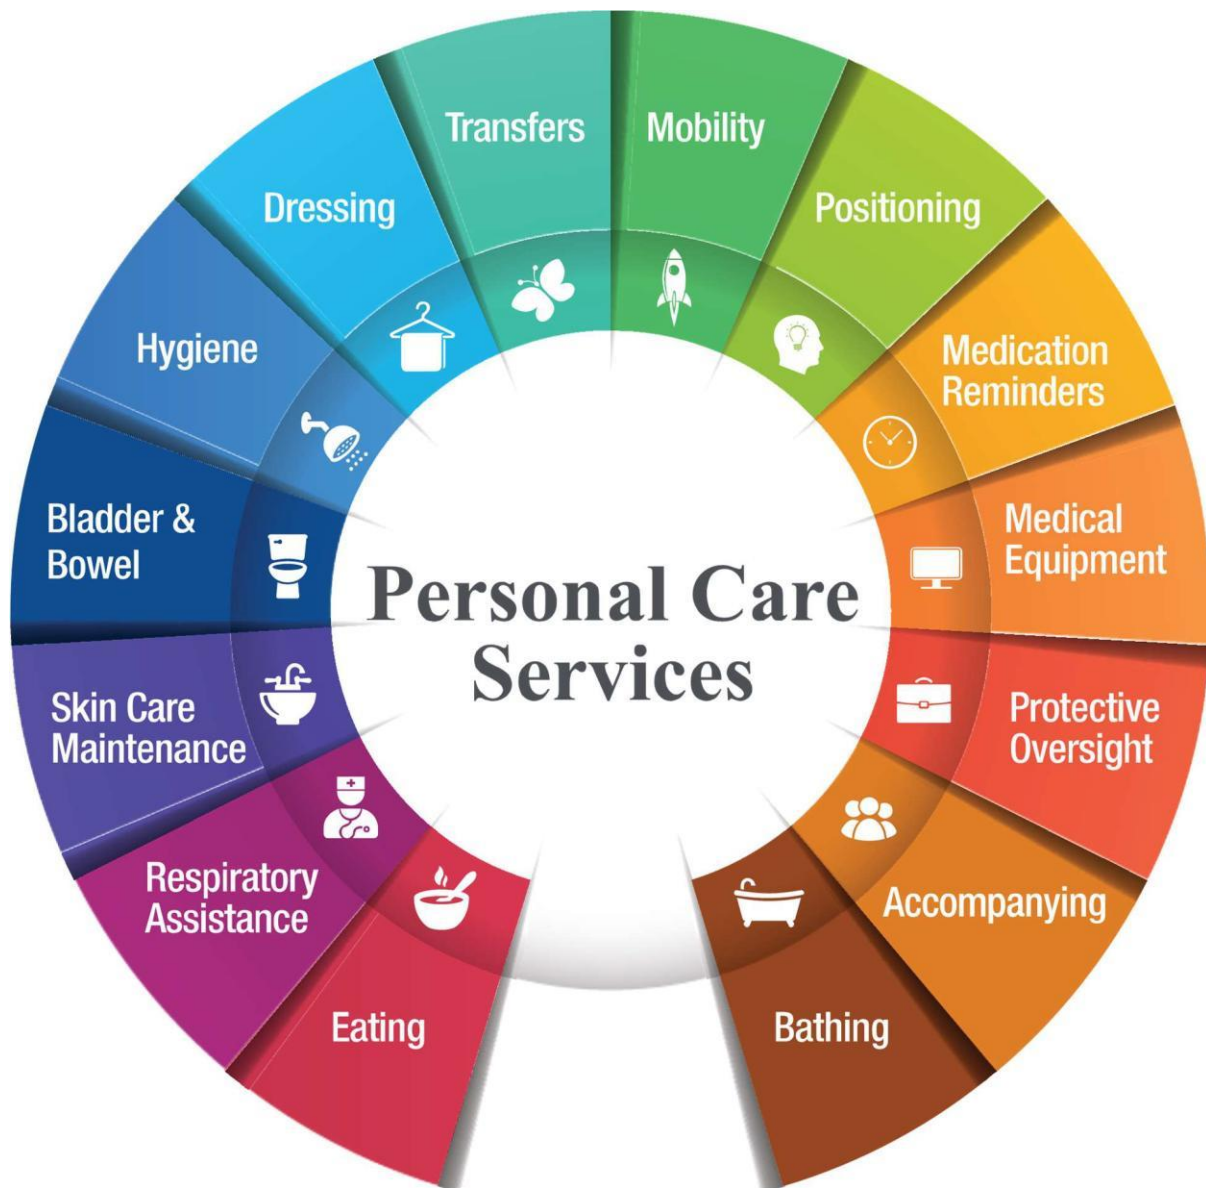 Transfers
Mobility
Positioning
Medication
Reminders
Medical
Equipment
Protective
Oversight
Accompanying
Bathing
Eating
Respiratory
Assistance
Skin Care
Maintenance
Bladder &
Bowel
Hygiene
Dressing
Personal Care
Services